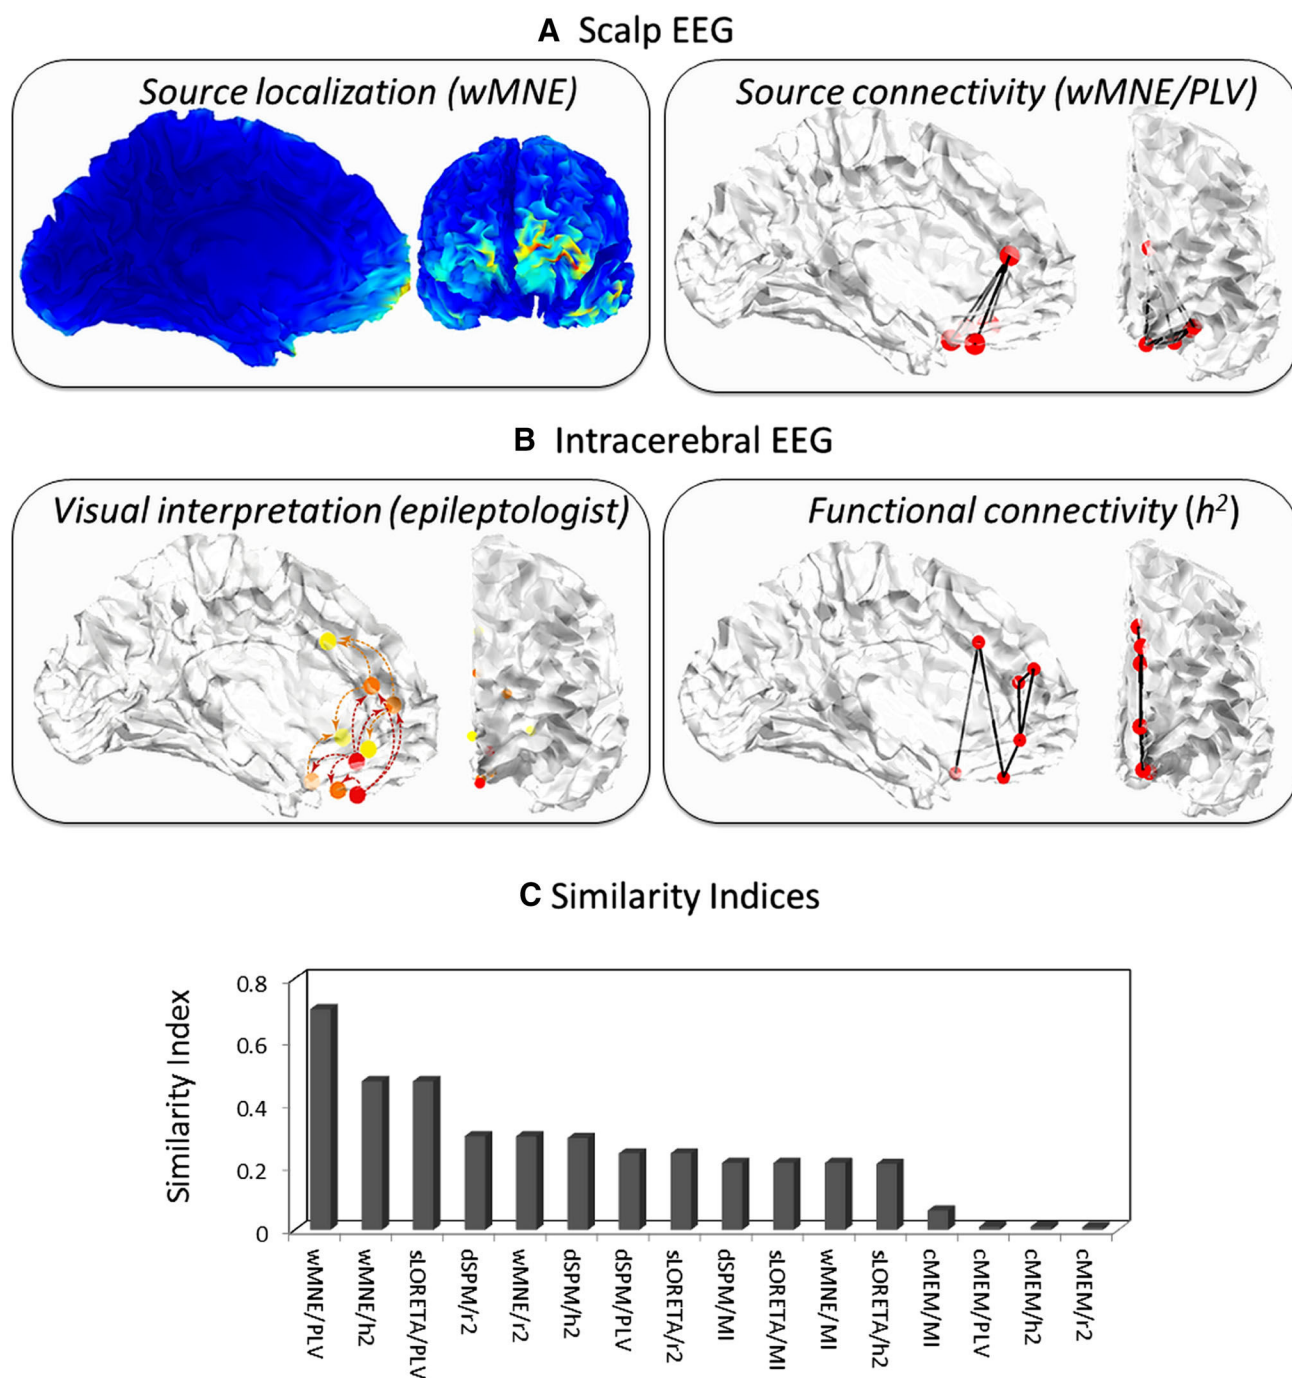 A Scalp EEG
Source localization (wMNE)
Source connectivity (wMNE/PLV)
B Intracerebral EEG
Visual interpretation (epileptologist)
Functional connectivity (h²)
C Similarity Indices
Similarity Index
0.8
0.6
0.4
0.2
0
wMNE/PLV
wMNE/h2
sLORETA/PLV
dSPM/r2
wMNE/r2
dSPM/h2
dSPM/PLV
sLORETA/r2
dSPM/MI
sLORETA/MI
wMNE/MI
sLORETA/h2
cMEM/MI
cMEM/PLV
cMEM/h2
cMEM/r2